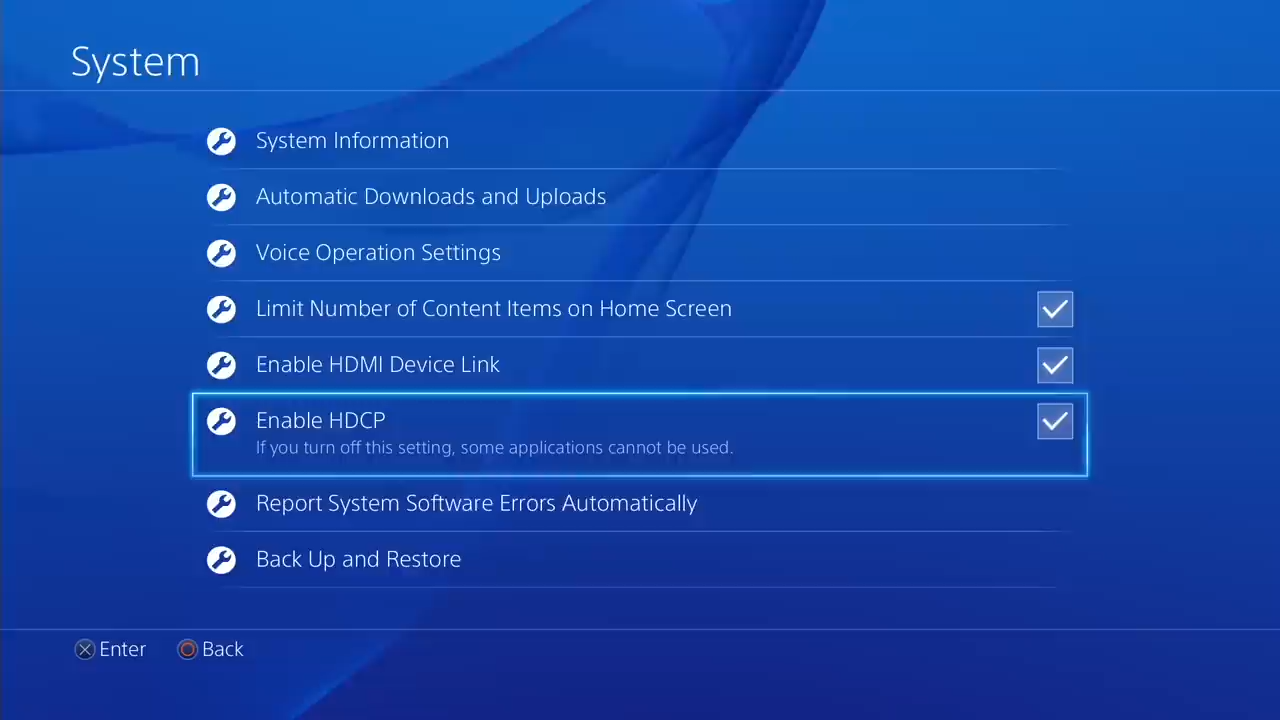 System
System Information
Automatic Downloads and Uploads
Voice Operation Settings
Limit Number of Content Items on Home Screen
Enable HDMI Device Link
Enable HDCP
If you turn off this setting, some applications cannot be used.
Report System Software Errors Automatically
Back Up and Restore
Enter Back